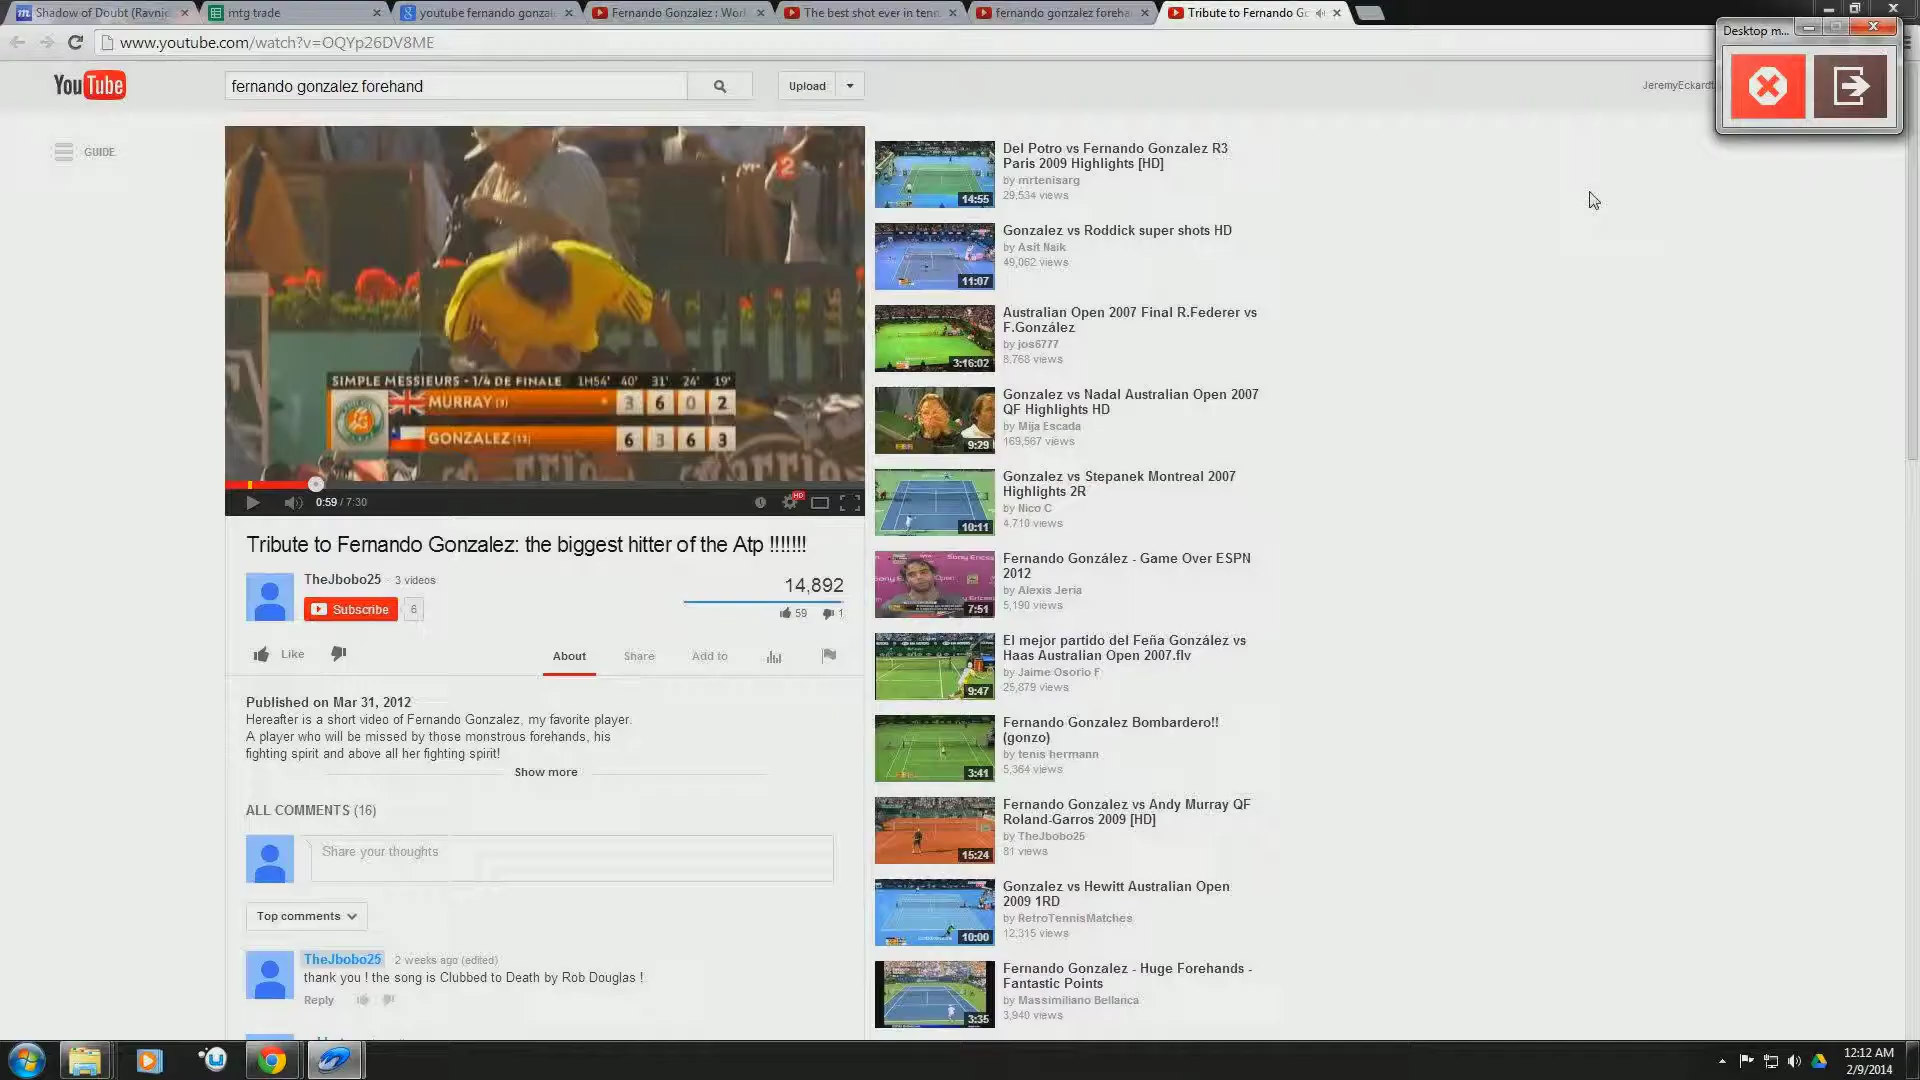 Shadow of Doubt (Ravnic
mtg trade
youtube fernando gonzal
Fernando Gonzalez : Worl
The best shot ever in tenn
fernando gonzalez foreha
Tribute to Fernando Go
www.youtube.com/watch?v=OQYp26DV8ME
Desktop m...
YouTube
fernando gonzalez forehand
Upload
JeremyEckardt
GUIDE
2
SIMPLE MESSIEURS - 1/4 DE FINALE 1H54' 40' 31' 24' 19'
MURRAY (3) 3 6 0 2
GONZALEZ (12) 6 3 6 3
0:59 / 7:30
HD
Tribute to Fernando Gonzalez: the biggest hitter of the Atp !!!!!!!
TheJbobo25 · 3 videos
Subscribe 6
14,892
59 1
Like
About
Share
Add to
Published on Mar 31, 2012
Hereafter is a short video of Fernando Gonzalez, my favorite player.
A player who will be missed by those monstrous forehands, his
fighting spirit and above all her fighting spirit!
Show more
ALL COMMENTS (16)
Share your thoughts
Top comments
TheJbobo25 2 weeks ago (edited)
thank you ! the song is Clubbed to Death by Rob Douglas !
Reply
14:55
Del Potro vs Fernando Gonzalez R3
Paris 2009 Highlights [HD]
by mrtenisarg
29,534 views
11:07
Gonzalez vs Roddick super shots HD
by Asit Naik
49,062 views
3:16:02
Australian Open 2007 Final R.Federer vs
F.González
by jos6777
8,768 views
9:29
Gonzalez vs Nadal Australian Open 2007
QF Highlights HD
by Mija Escada
169,567 views
10:11
Gonzalez vs Stepanek Montreal 2007
Highlights 2R
by Nico C
4,710 views
7:51
Fernando González - Game Over ESPN
2012
by Alexis Jeria
5,190 views
9:47
El mejor partido del Feña González vs
Haas Australian Open 2007.flv
by Jaime Osorio F
25,879 views
3:41
Fernando Gonzalez Bombardero!!
(gonzo)
by tenis hermann
5,364 views
15:24
Fernando Gonzalez vs Andy Murray QF
Roland-Garros 2009 [HD]
by TheJbobo25
81 views
10:00
Gonzalez vs Hewitt Australian Open
2009 1RD
by RetroTennisMatches
12,315 views
3:35
Fernando Gonzalez - Huge Forehands -
Fantastic Points
by Massimiliano Bellanca
3,940 views
12:12 AM
2/9/2014